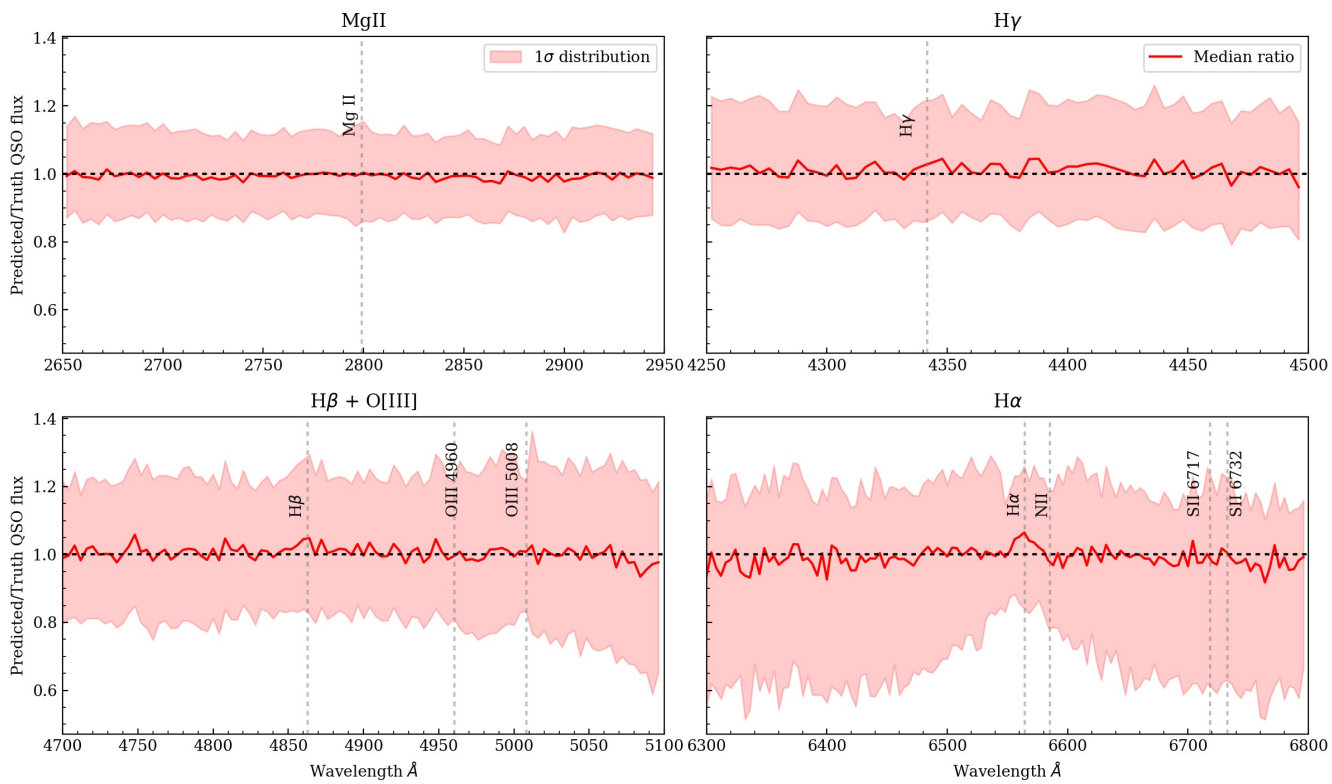 MgII
1.4
1.2
1.0
0.8
0.6
Predicted/Truth QSO flux
1σ distribution
Mg II
2650
2700
2750
2800
2850
2900
2950
Hγ
Median ratio
Hγ
4250
4300
4350
4400
4450
4500
Hβ + O[III]
1.4
1.2
1.0
0.8
0.6
Predicted/Truth QSO flux
Hβ
OIII 4960
OIII 5008
4700
4750
4800
4850
4900
4950
5000
5050
5100
Wavelength Å
Hα
Hα
NII
SII 6717
SII 6732
6300
6400
6500
6600
6700
6800
Wavelength Å